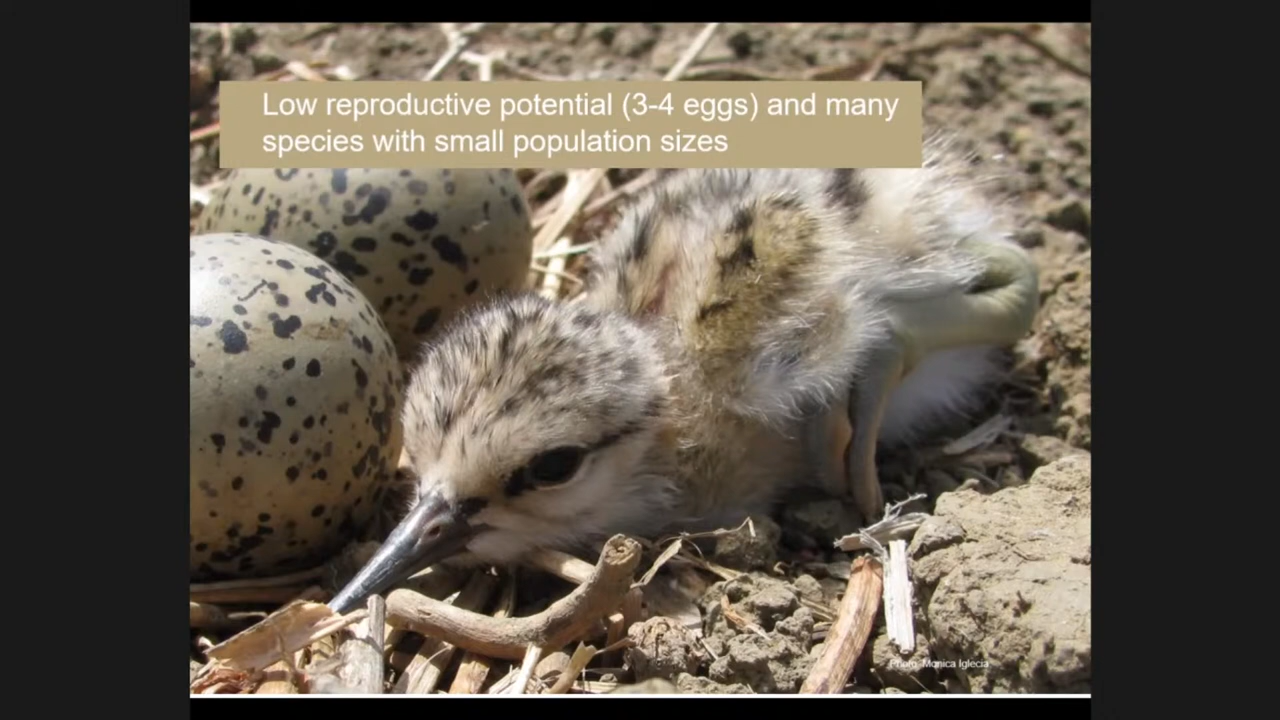 Low reproductive potential (3-4 eggs) and many
species with small population sizes
Photo: Monica Iglecia